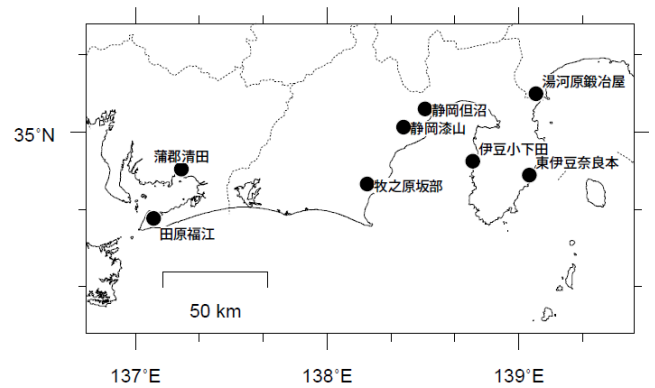 湯河原鍛冶屋
静岡但沼
静岡漆山
35°N
伊豆小下田
蒲郡清田
東伊豆奈良本
牧之原坂部
田原福江
50 km
137°E
138°E
139°E